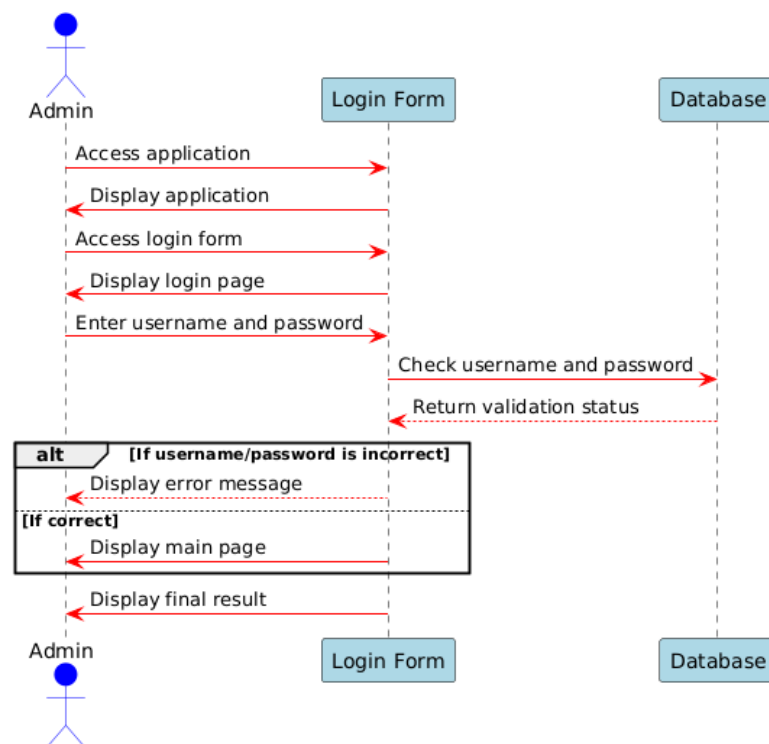 Admin
Login Form
Database
Access application
Display application
Access login form
Display login page
Enter username and password
Check username and password
Return validation status
alt [If username/password is incorrect]
Display error message
[If correct]
Display main page
Display final result
Admin
Login Form
Database